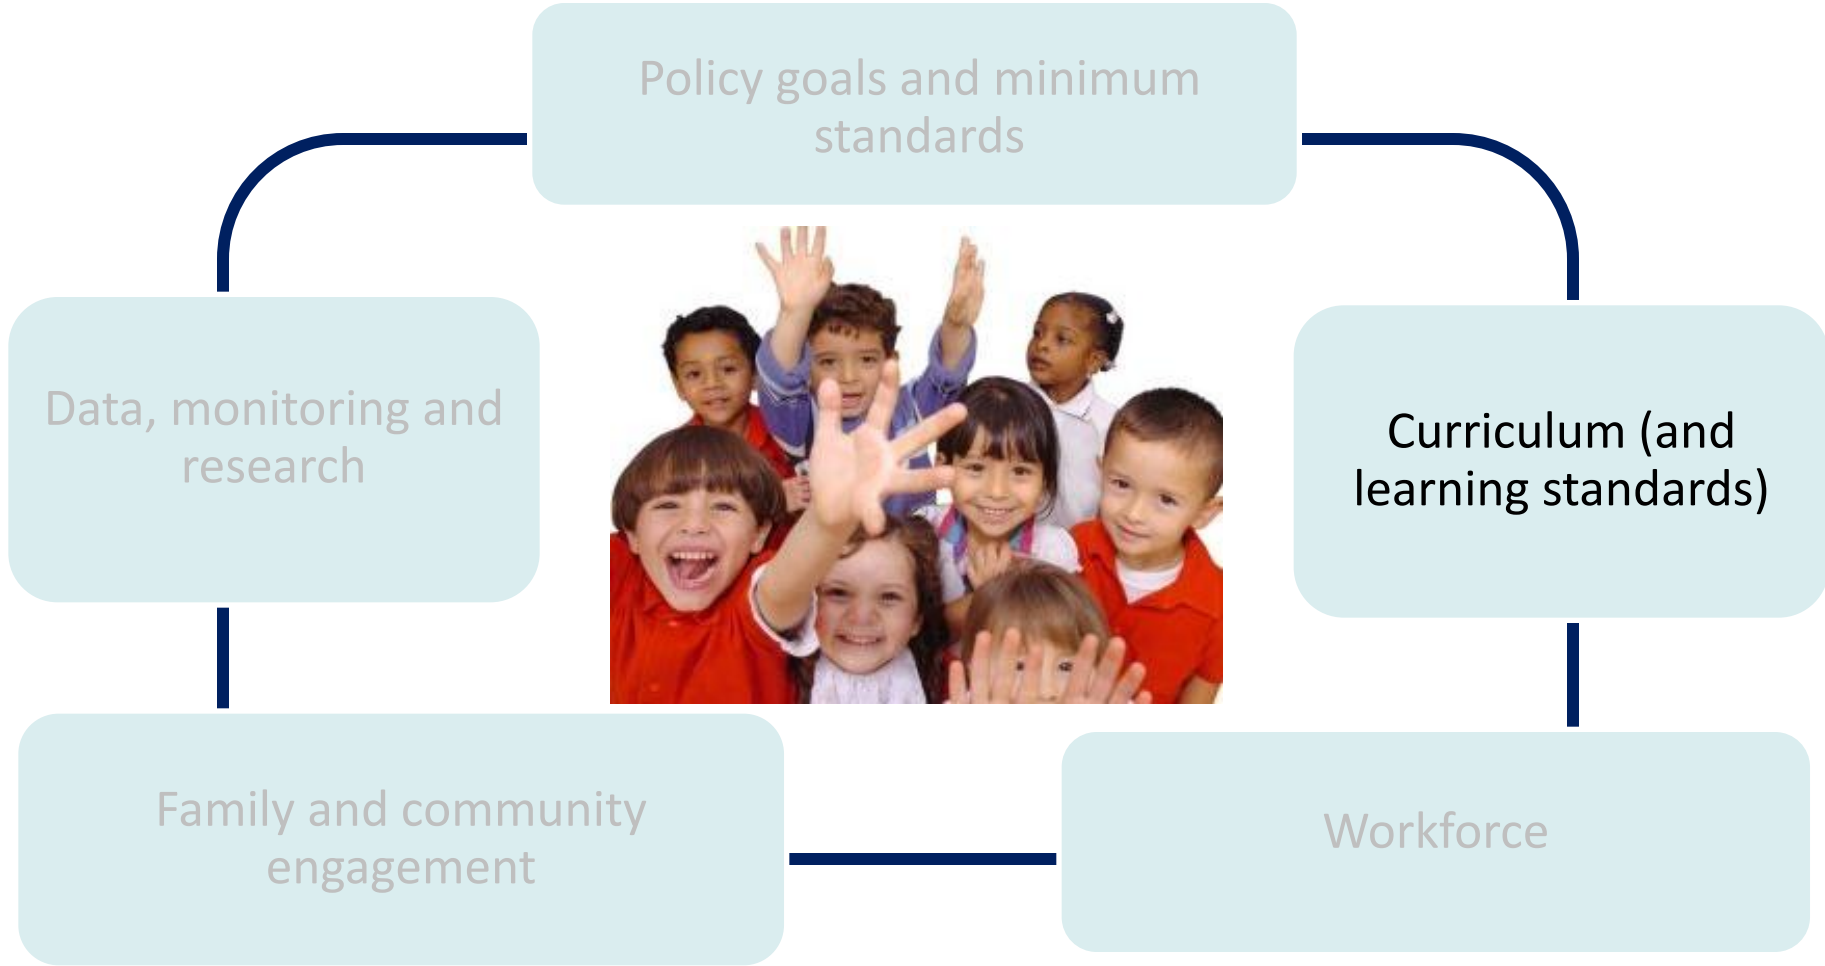 Policy goals and minimum
standards
Data, monitoring and
research
Curriculum (and
learning standards)
Family and community
engagement
Workforce